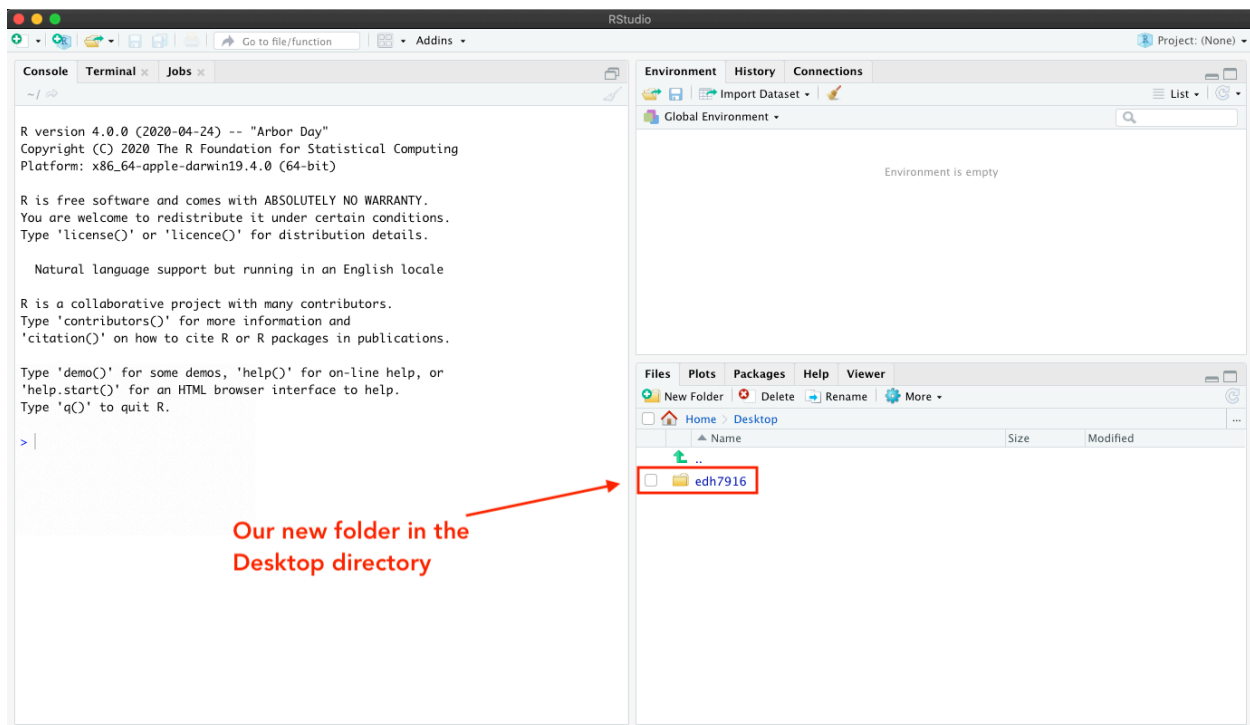 RStudio
Go to file/function
Addins
Project: (None)
Console Terminal Jobs
~/
R version 4.0.0 (2020-04-24) -- "Arbor Day"
Copyright (C) 2020 The R Foundation for Statistical Computing
Platform: x86_64-apple-darwin19.4.0 (64-bit)
R is free software and comes with ABSOLUTELY NO WARRANTY.
You are welcome to redistribute it under certain conditions.
Type 'license()' or 'licence()' for distribution details.
Natural language support but running in an English locale
R is a collaborative project with many contributors.
Type 'contributors()' for more information and
'citation()' on how to cite R or R packages in publications.
Type 'demo()' for some demos, 'help()' for on-line help, or
'help.start()' for an HTML browser interface to help.
Type 'q()' to quit R.
>
Our new folder in the
Desktop directory
Environment History Connections
Import Dataset
List
Global Environment
Environment is empty
Files Plots Packages Help Viewer
New Folder Delete Rename More
Home Desktop
...
Name Size Modified
..
edh7916